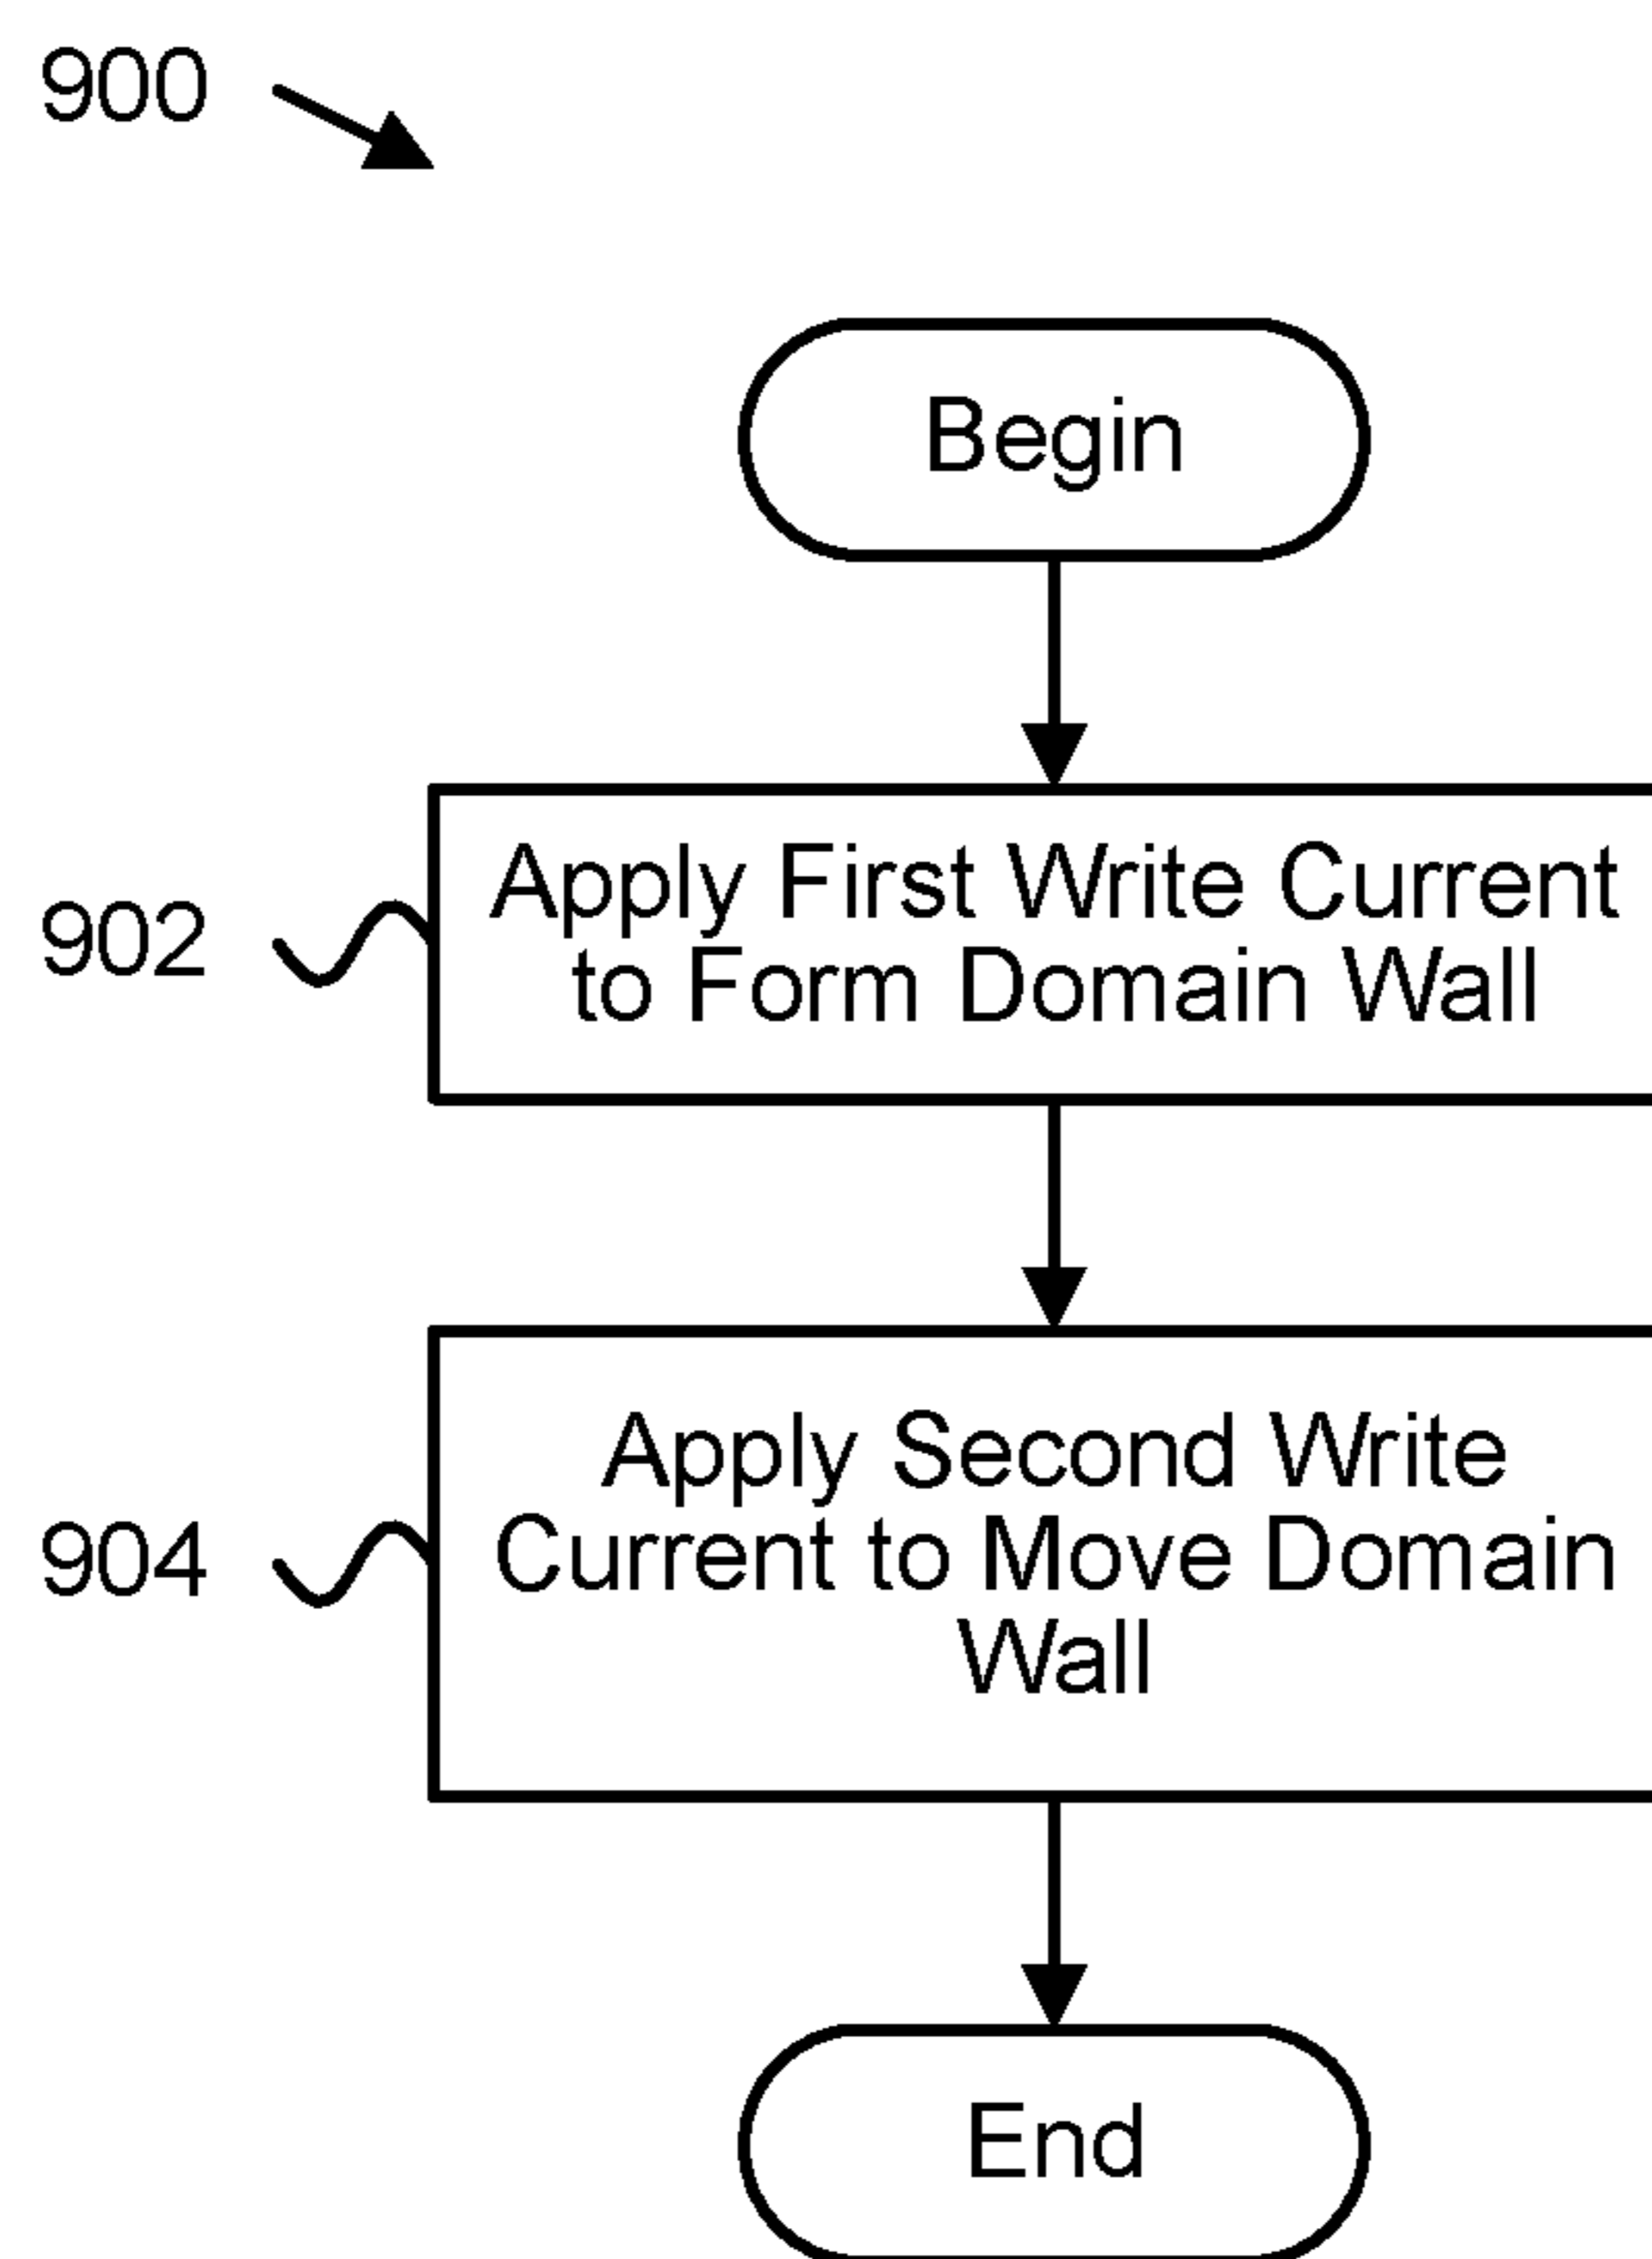 900
Begin
902
Apply First Write Current
to Form Domain Wall
904
Apply Second Write
Current to Move Domain
Wall
End